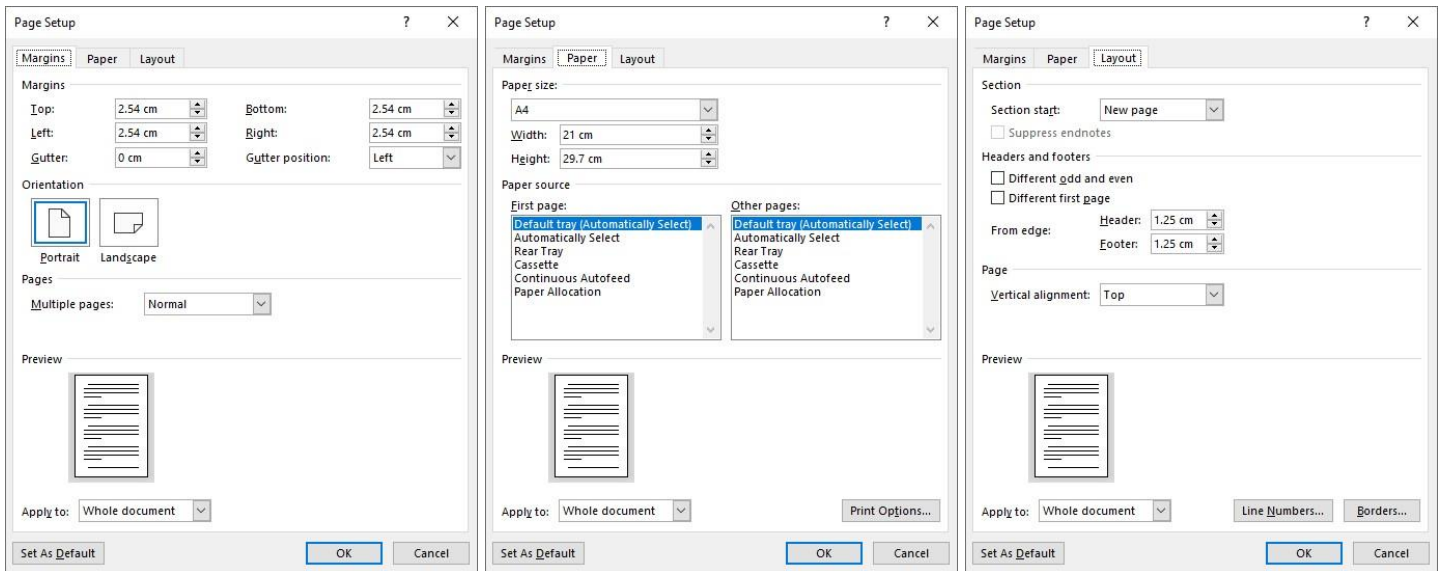 Page Setup ? ×
Margins Paper Layout
Margins
Top: 2.54 cm Bottom: 2.54 cm
Left: 2.54 cm Right: 2.54 cm
Gutter: 0 cm Gutter position: Left
Orientation
Portrait Landscape
Pages
Multiple pages: Normal
Preview
Apply to: Whole document
Set As Default OK Cancel
Page Setup ? ×
Margins Paper Layout
Paper size:
A4
Width: 21 cm
Height: 29.7 cm
Paper source
First page: Other pages:
Default tray (Automatically Select) Default tray (Automatically Select)
Automatically Select Automatically Select
Rear Tray Rear Tray
Cassette Cassette
Continuous Autofeed Continuous Autofeed
Paper Allocation Paper Allocation
Preview
Apply to: Whole document Print Options...
Set As Default OK Cancel
Page Setup ? ×
Margins Paper Layout
Section
Section start: New page
Suppress endnotes
Headers and footers
Different odd and even
Different first page
From edge: Header: 1.25 cm
Footer: 1.25 cm
Page
Vertical alignment: Top
Preview
Apply to: Whole document Line Numbers... Borders...
Set As Default OK Cancel